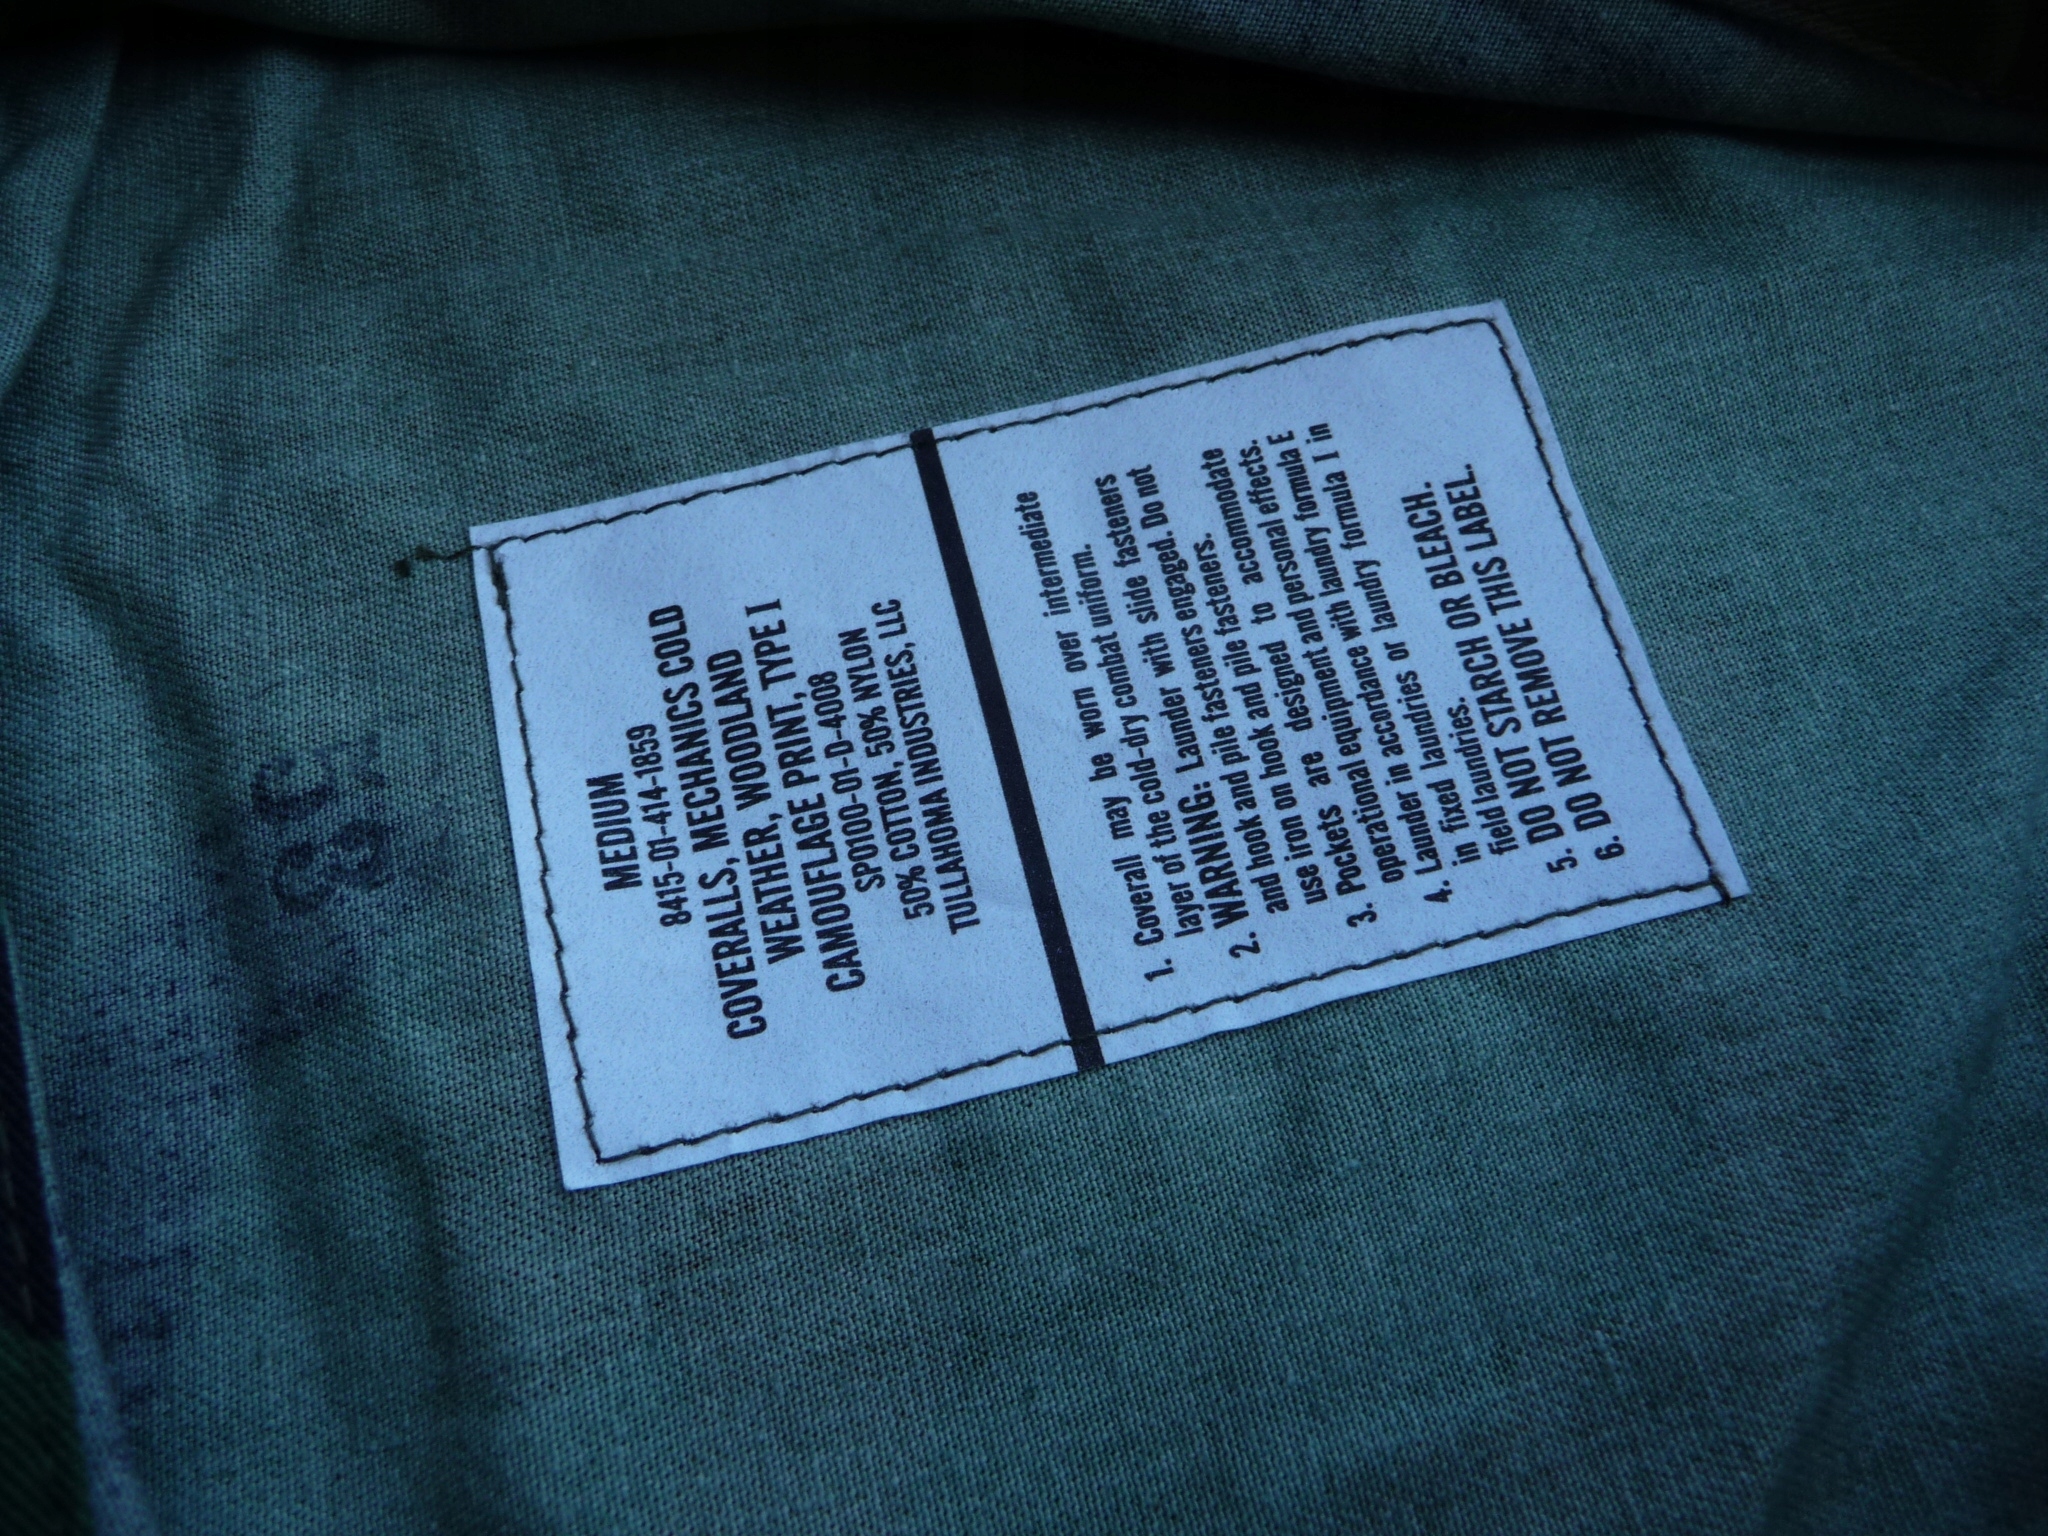 MEDIUM
8415-01-414-1859
COVERALLS, MECHANICS COLD
WEATHER, WOODLAND
CAMOUFLAGE PRINT, TYPE I
SPO100-01-D-4008
50% COTTON, 50% NYLON
TULLAHOMA INDUSTRIES, LLC
1. Coverall may be worn over intermediate
layer of the cold-dry combat uniform.
2. WARNING: Launder with slide fasteners
and hook and pile fasteners engaged. Do not
use iron on hook and pile fasteners.
3. Pockets are designed to accommodate
operational equipment and personal effects.
4. Launder in accordance with laundry formula E
in fixed laundries or laundry formula I in
field laundries.
5. DO NOT STARCH OR BLEACH.
6. DO NOT REMOVE THIS LABEL.